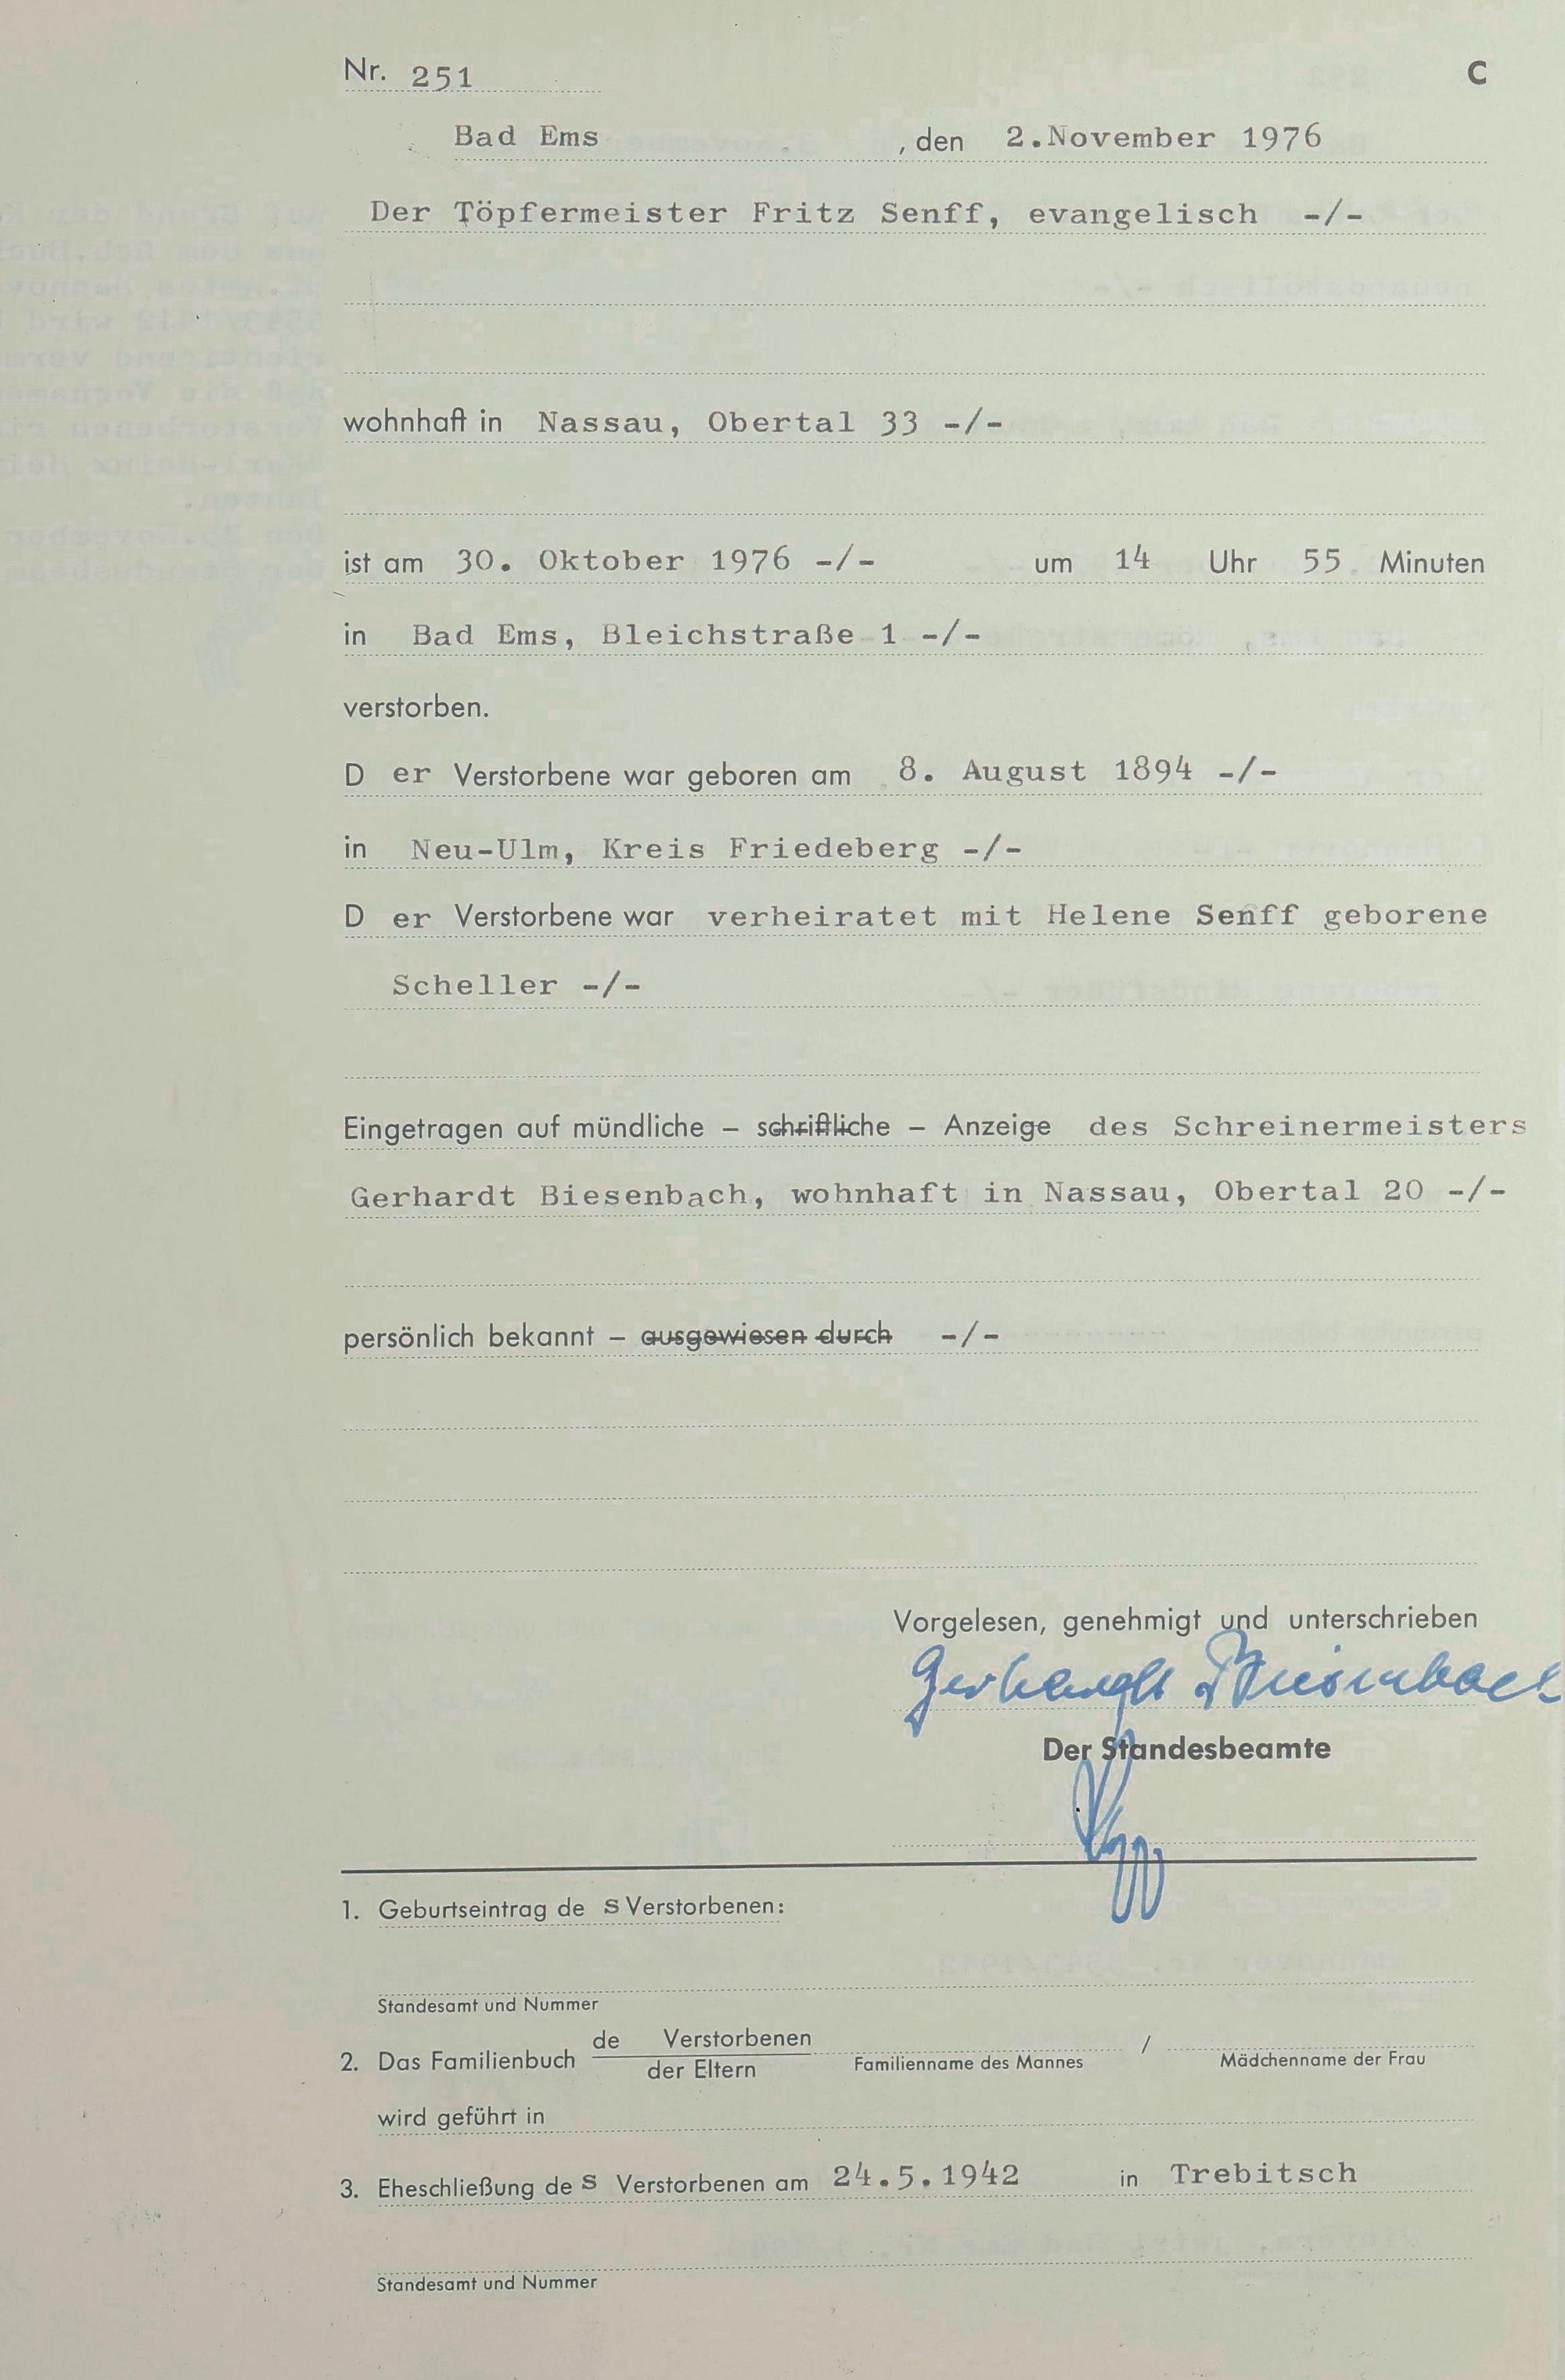 Nr. 251 C
Bad Ems , den 2.November 1976
Der Töpfermeister Fritz Senff, evangelisch -/-
wohnhaft in Nassau, Obertal 33 -/-
ist am 30. Oktober 1976 -/- um 14 Uhr 55 Minuten
in Bad Ems, Bleichstraße 1 -/-
verstorben.
D er Verstorbene war geboren am 8. August 1894 -/-
in Neu-Ulm, Kreis Friedeberg -/-
D er Verstorbene war verheiratet mit Helene Senff geborene
Scheller -/-
Eingetragen auf mündliche – schriftliche – Anzeige des Schreinermeisters
Gerhardt Biesenbach, wohnhaft in Nassau, Obertal 20 -/-
persönlich bekannt – ausgewiesen durch -/-
Vorgelesen, genehmigt und unterschrieben
Gerhardt Biesenbach
Der Standesbeamte
1. Geburtseintrag de s Verstorbenen:
Standesamt und Nummer
2. Das Familienbuch de Verstorbenen / der Eltern Familienname des Mannes / Mädchenname der Frau
wird geführt in
3. Eheschließung de s Verstorbenen am 24.5.1942 in Trebitsch
Standesamt und Nummer